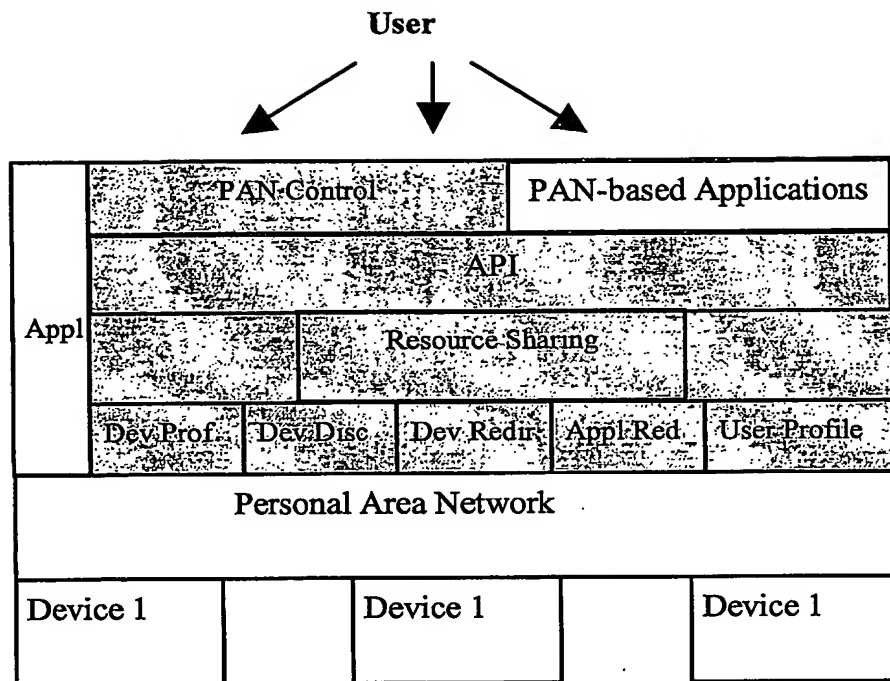 User
PAN Control
PAN-based Applications
API
Appl
Resource Sharing
Dev Prof.
Dev Disc
Dev Redir
Appl Red
User Profile
Personal Area Network
Device 1
Device 1
Device 1